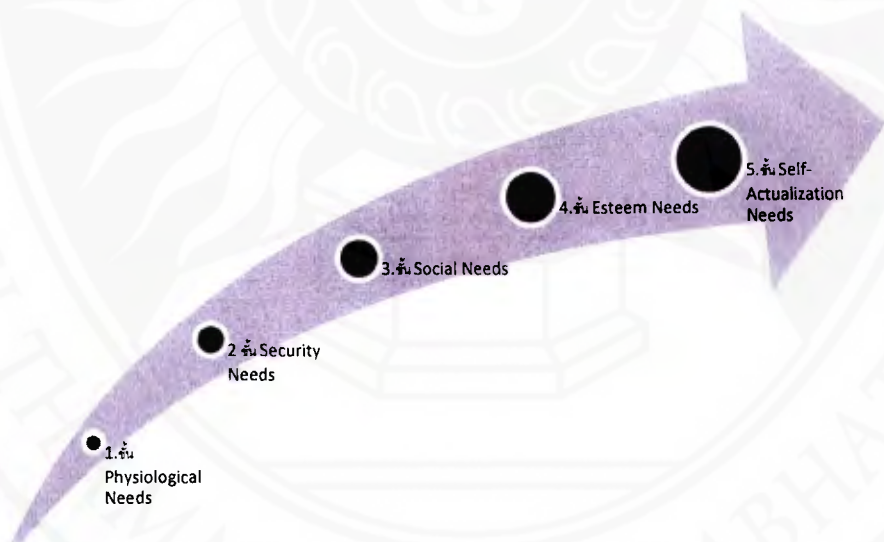 5.ขั้น Self-
Actualization
Needs
4.ขั้น Esteem Needs
3.ขั้น Social Needs
2 ขั้น Security
Needs
1.ขั้น
Physiological
Needs